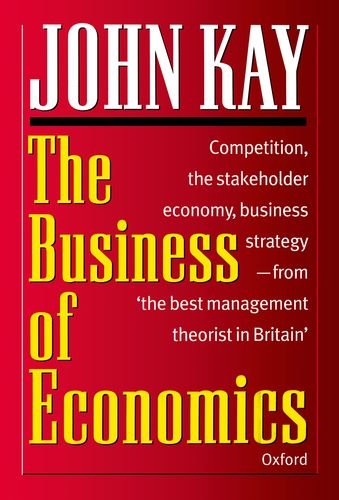 JOHN KAY
The
Business
of
Economics
Competition,
the stakeholder
economy, business
strategy
—from
‘the best management
theorist in Britain’
Oxford